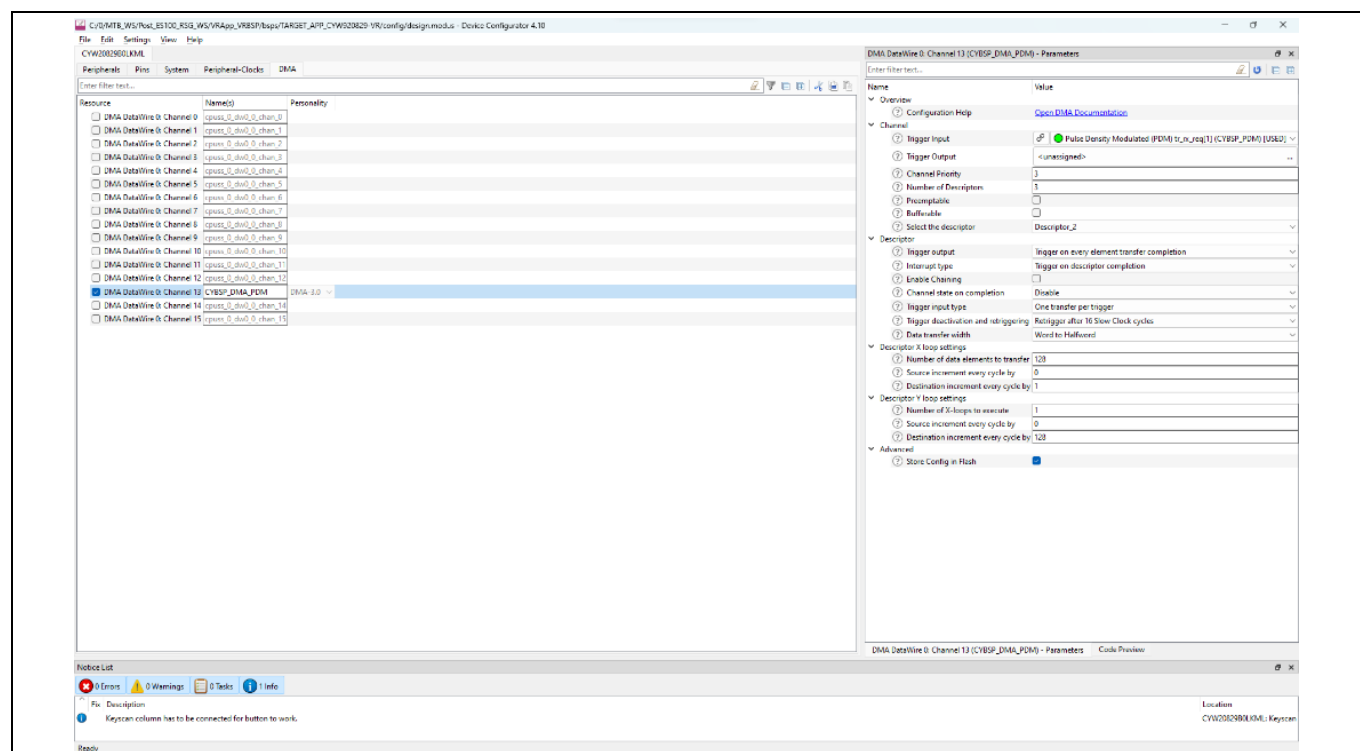 C:/0/MTB_WS/Post_ES100_RSG_WS/VRApp_VRBSP/bsps/TARGET_APP_CYW920829-VR/config/design.modus - Device Configurator 4.10
File Edit Settings View Help
CYW20829B0LKML
Peripherals Pins System Peripheral-Clocks DMA
Enter filter text...
Resource Name(s) Personality
DMA DataWire 0: Channel 0 cpuss_0_dw0_0_chan_0
DMA DataWire 0: Channel 1 cpuss_0_dw0_0_chan_1
DMA DataWire 0: Channel 2 cpuss_0_dw0_0_chan_2
DMA DataWire 0: Channel 3 cpuss_0_dw0_0_chan_3
DMA DataWire 0: Channel 4 cpuss_0_dw0_0_chan_4
DMA DataWire 0: Channel 5 cpuss_0_dw0_0_chan_5
DMA DataWire 0: Channel 6 cpuss_0_dw0_0_chan_6
DMA DataWire 0: Channel 7 cpuss_0_dw0_0_chan_7
DMA DataWire 0: Channel 8 cpuss_0_dw0_0_chan_8
DMA DataWire 0: Channel 9 cpuss_0_dw0_0_chan_9
DMA DataWire 0: Channel 10 cpuss_0_dw0_0_chan_10
DMA DataWire 0: Channel 11 cpuss_0_dw0_0_chan_11
DMA DataWire 0: Channel 12 cpuss_0_dw0_0_chan_12
DMA DataWire 0: Channel 13 CYBSP_DMA_PDM DMA-3.0
DMA DataWire 0: Channel 14 cpuss_0_dw0_0_chan_14
DMA DataWire 0: Channel 15 cpuss_0_dw0_0_chan_15
DMA DataWire 0: Channel 13 (CYBSP_DMA_PDM) - Parameters
Enter filter text...
Name Value
Overview
Configuration Help Open DMA Documentation
Channel
Trigger Input Pulse Density Modulated (PDM) tr_rx_req[1] (CYBSP_PDM) [USED]
Trigger Output <unassigned> ...
Channel Priority 3
Number of Descriptors 3
Preemptable
Bufferable
Select the descriptor Descriptor_2
Descriptor
Trigger output Trigger on every element transfer completion
Interrupt type Trigger on descriptor completion
Enable Chaining
Channel state on completion Disable
Trigger input type One transfer per trigger
Trigger deactivation and retriggering Retrigger after 16 Slow Clock cycles
Data transfer width Word to Halfword
Descriptor X loop settings
Number of data elements to transfer 128
Source increment every cycle by 0
Destination increment every cycle by 1
Descriptor Y loop settings
Number of X-loops to execute 1
Source increment every cycle by 0
Destination increment every cycle by 128
Advanced
Store Config in Flash
DMA DataWire 0: Channel 13 (CYBSP_DMA_PDM) - Parameters Code Preview
Notice List
0 Errors 0 Warnings 0 Tasks 1 Info
Fix Description Location
Keyscan column has to be connected for button to work. CYW20829B0LKML: Keyscan
Ready